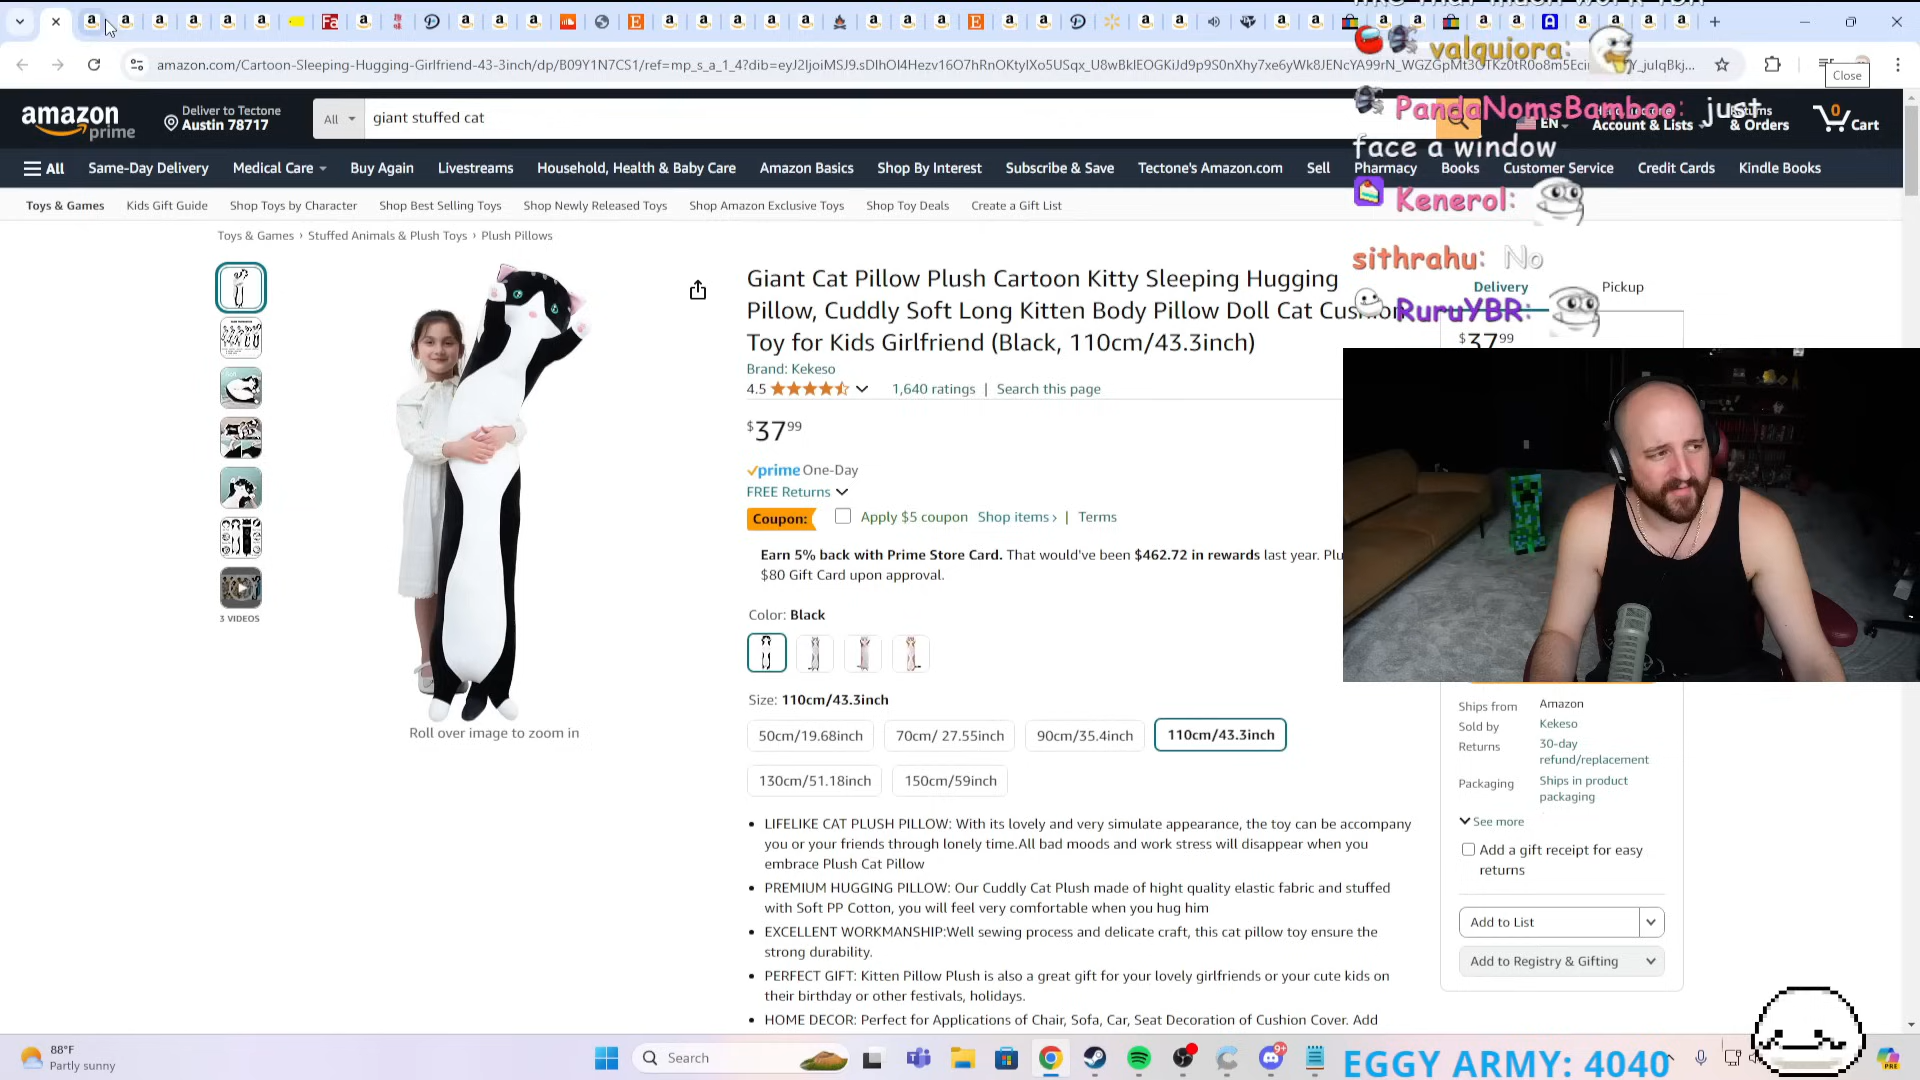 amazon.com/Cartoon-Sleeping-Hugging-Girlfriend-43-3inch/dp/B09Y1N7CS1/ref=mp_s_a_1_4?
Close
amazon
prime
Deliver to Tectone
Austin 78717
All
giant stuffed cat
EN
Account & Lists
& Orders
0
Cart
All
Same-Day Delivery
Medical Care
Buy Again
Livestreams
Household, Health & Baby Care
Amazon Basics
Shop By Interest
Subscribe & Save
Tectone's Amazon.com
Sell
Pharmacy
Books
Customer Service
Credit Cards
Kindle Books
Toys & Games
Kids Gift Guide
Shop Toys by Character
Shop Best Selling Toys
Shop Newly Released Toys
Shop Amazon Exclusive Toys
Shop Toy Deals
Create a Gift List
Toys & Games › Stuffed Animals & Plush Toys › Plush Pillows
valquiora:
PandaNomsBamboo: just
face a window
Kenerol:
sithrahu: No
RuruYBR:
3 VIDEOS
Roll over image to zoom in
Giant Cat Pillow Plush Cartoon Kitty Sleeping Hugging
Pillow, Cuddly Soft Long Kitten Body Pillow Doll Cat Cushion
Toy for Kids Girlfriend (Black, 110cm/43.3inch)
Brand: Kekeso
4.5
1,640 ratings | Search this page
$37.99
prime One-Day
FREE Returns
Coupon:
Apply $5 coupon
Shop items › | Terms
Earn 5% back with Prime Store Card. That would've been $462.72 in rewards last year.
$80 Gift Card upon approval.
Color: Black
Size: 110cm/43.3inch
50cm/19.68inch
70cm/ 27.55inch
90cm/35.4inch
110cm/43.3inch
130cm/51.18inch
150cm/59inch
• LIFELIKE CAT PLUSH PILLOW: With its lovely and very simulate appearance, the toy can be accompany
you or your friends through lonely time.All bad moods and work stress will disappear when you
embrace Plush Cat Pillow
• PREMIUM HUGGING PILLOW: Our Cuddly Cat Plush made of hight quality elastic fabric and stuffed
with Soft PP Cotton, you will feel very comfortable when you hug him
• EXCELLENT WORKMANSHIP:Well sewing process and delicate craft, this cat pillow toy ensure the
strong durability.
• PERFECT GIFT: Kitten Pillow Plush is also a great gift for your lovely girlfriends or your cute kids on
their birthday or other festivals, holidays.
• HOME DECOR: Perfect for Applications of Chair, Sofa, Car, Seat Decoration of Cushion Cover. Add
Delivery
Pickup
$37.99
Ships from
Amazon
Sold by
Kekeso
Returns
30-day
refund/replacement
Packaging
Ships in product
packaging
See more
Add a gift receipt for easy
returns
Add to List
Add to Registry & Gifting
88°F
Partly sunny
Search
9+
EGGY ARMY: 4040
PRE